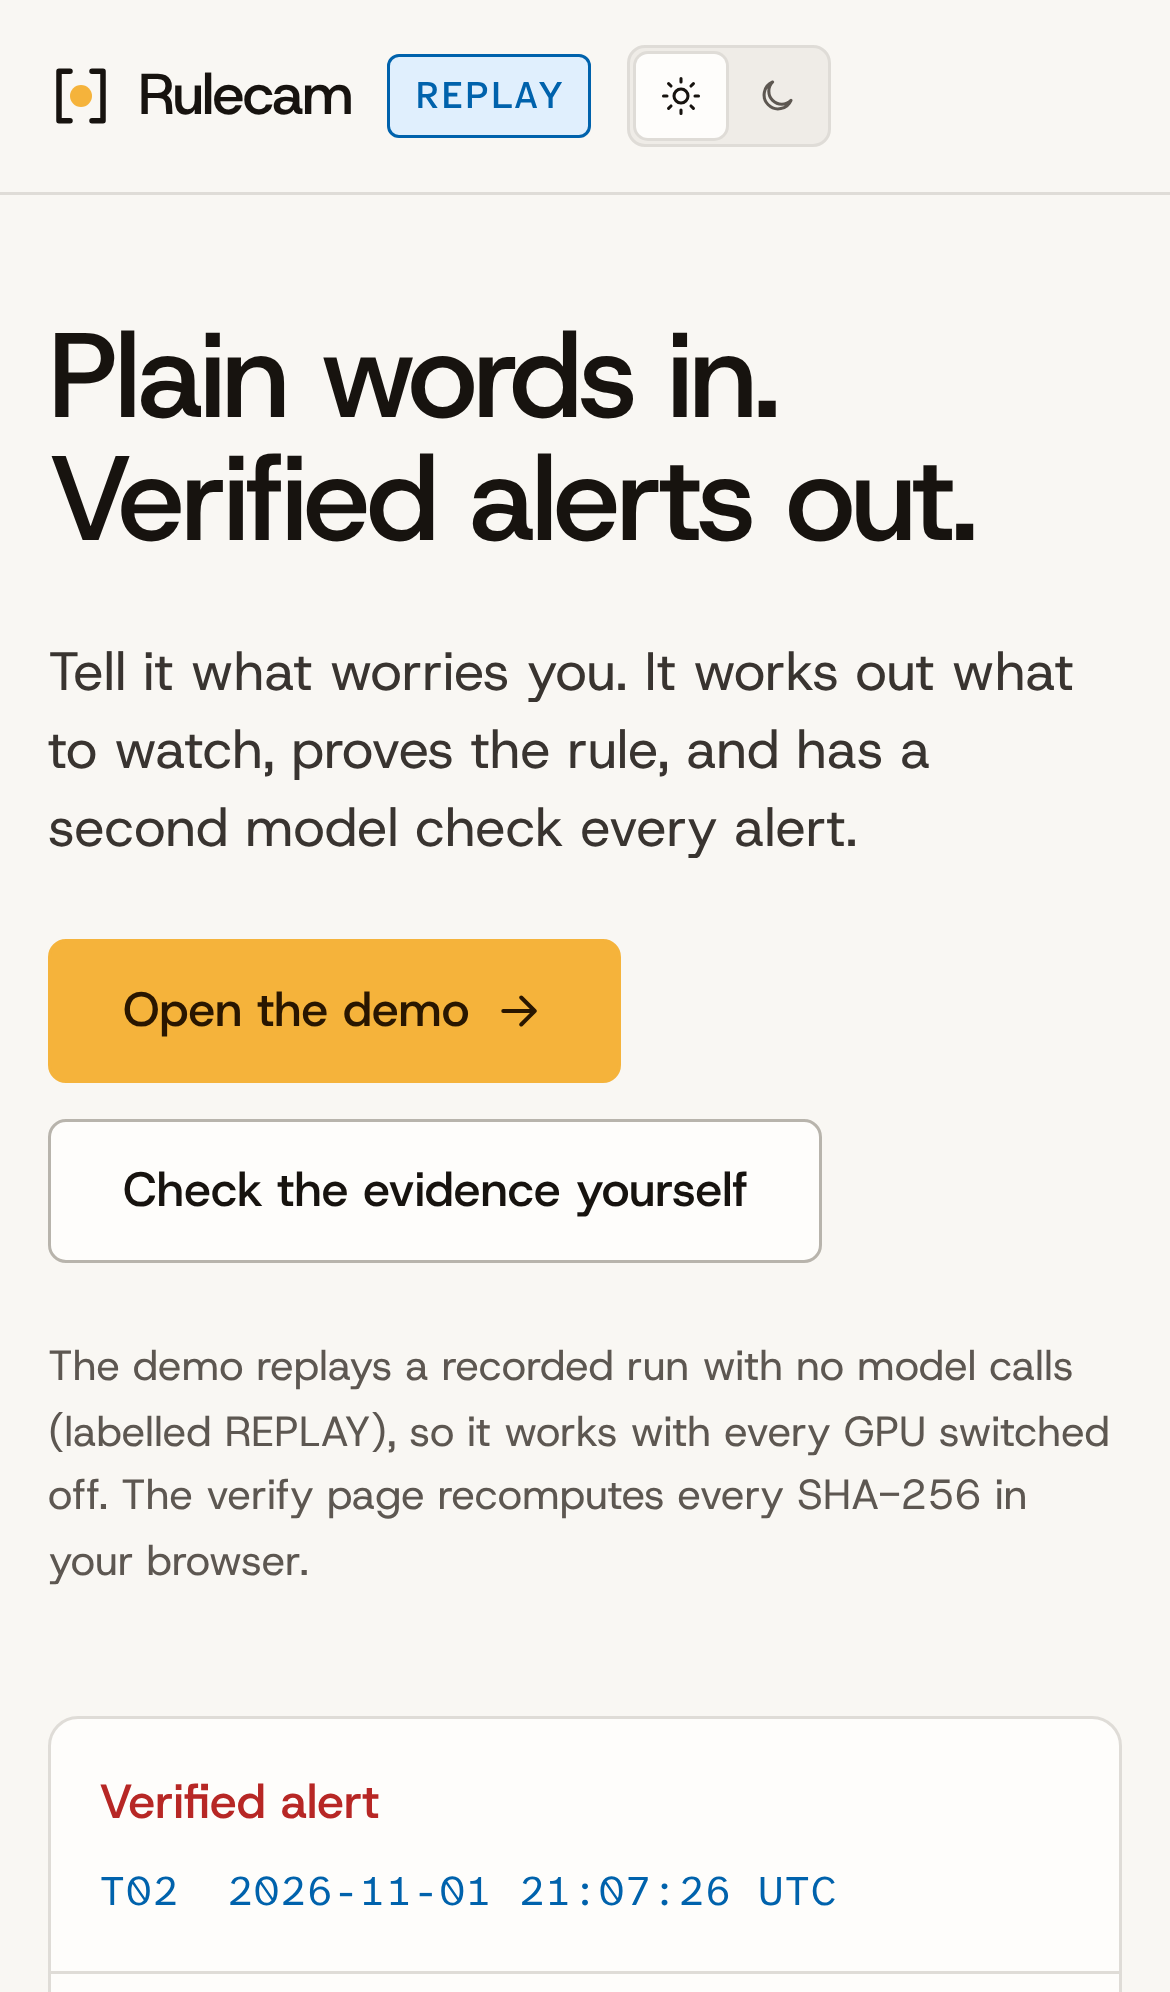 Rulecam REPLAY
Plain words in.
Verified alerts out.
Tell it what worries you. It works out what
to watch, proves the rule, and has a
second model check every alert.
Open the demo →
Check the evidence yourself
The demo replays a recorded run with no model calls
(labelled REPLAY), so it works with every GPU switched
off. The verify page recomputes every SHA-256 in
your browser.
Verified alert
T02 2026-11-01 21:07:26 UTC